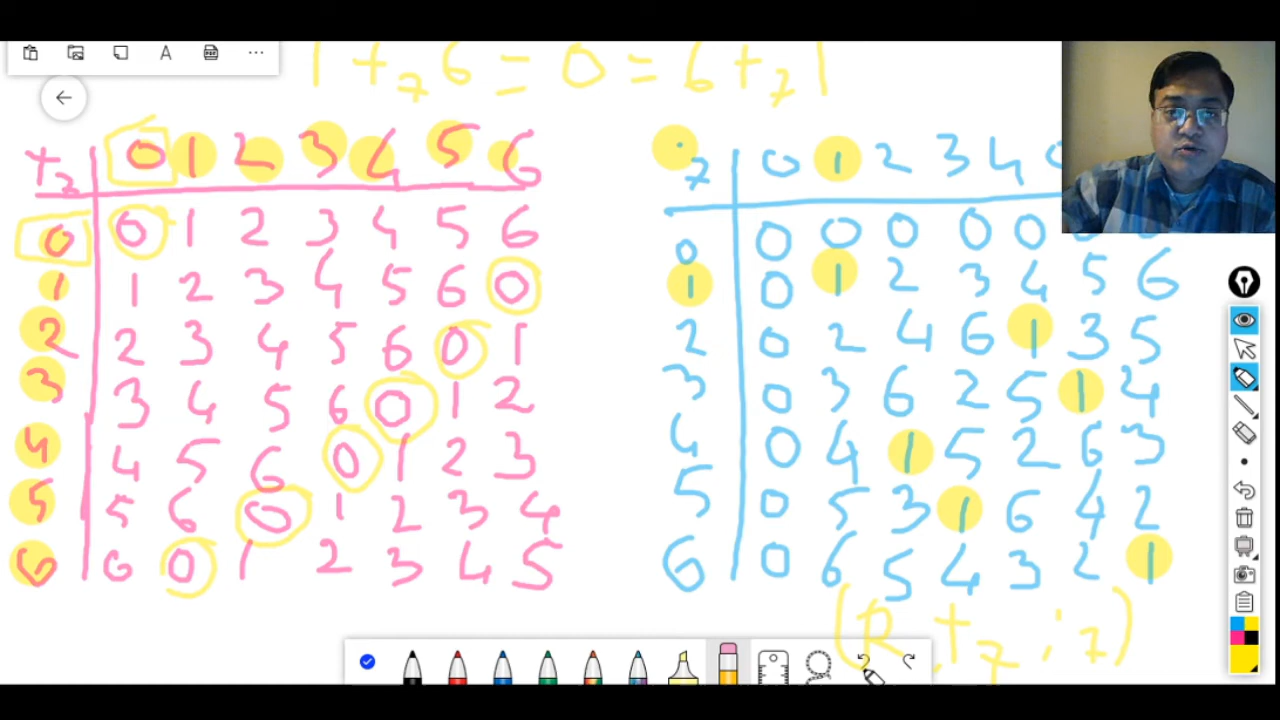 1 +₇ 6 = 0 = 6 +₇ 1
+₇ 0 1 2 3 4 5 6
0 0 1 2 3 4 5 6
1 1 2 3 4 5 6 0
2 2 3 4 5 6 0 1
3 3 4 5 6 0 1 2
4 4 5 6 0 1 2 3
5 5 6 0 1 2 3 4
6 6 0 1 2 3 4 5
·₇ 0 1 2 3 4
0 0 0 0 0 0 0 0
1 0 1 2 3 4 5 6
2 0 2 4 6 1 3 5
3 0 3 6 2 5 1 4
4 0 4 1 5 2 6 3
5 0 5 3 1 6 4 2
6 0 6 5 4 3 2 1
(R, +₇, ·₇)